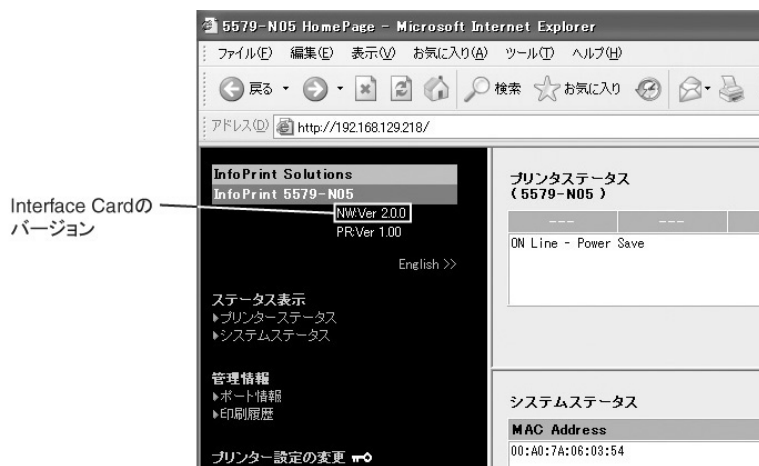 5579-N05 HomePage - Microsoft Internet Explorer
ファイル(F) 編集(E) 表示(V) お気に入り(A) ツール(T) ヘルプ(H)
戻る 検索 お気に入り
アドレス(D) http://192.168.129.218/
Interface Cardの
バージョン
InfoPrint Solutions
InfoPrint 5579-N05
NW:Ver 2.0.0
PR:Ver 1.00
English >>
ステータス表示
プリンターステータス
システムステータス
管理情報
ポート情報
印刷履歴
プリンター設定の変更
プリンタステータス
( 5579-N05 )
--- ---
ON Line - Power Save
システムステータス
MAC Address
00:A0:7A:06:03:54